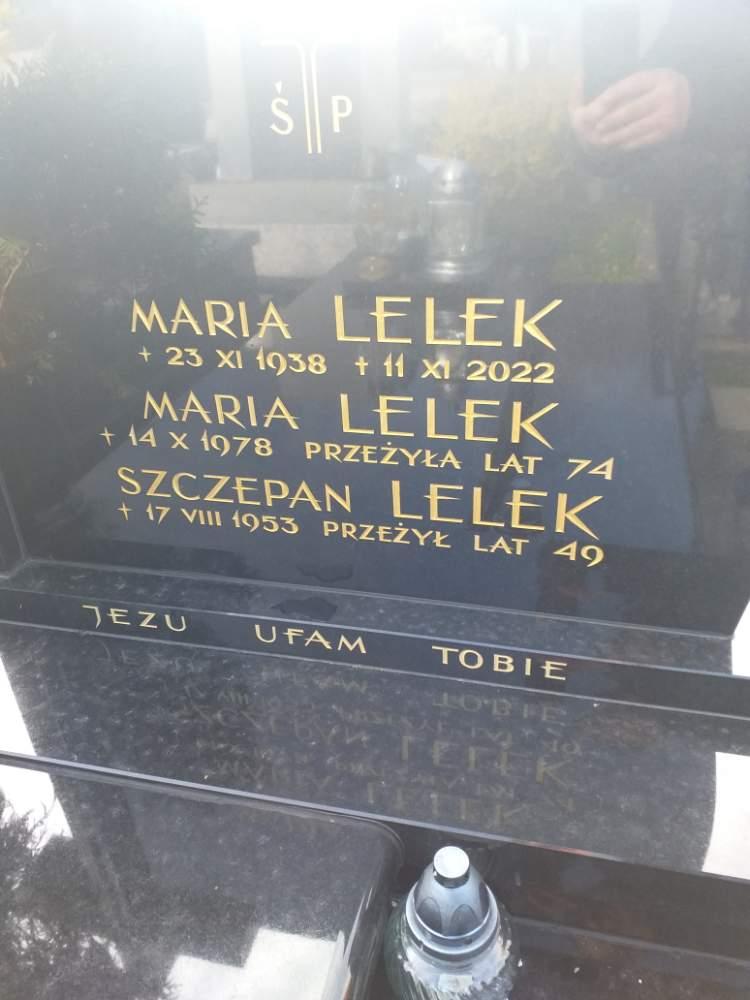 Ś P
MARIA LELEK
+ 23 XI 1938 + 11 XI 2022
MARIA LELEK
+ 14 X 1978 PRZEŻYŁA LAT 74
SZCZEPAN LELEK
+ 17 VIII 1953 PRZEŻYŁ LAT 49
JEZU UFAM TOBIE